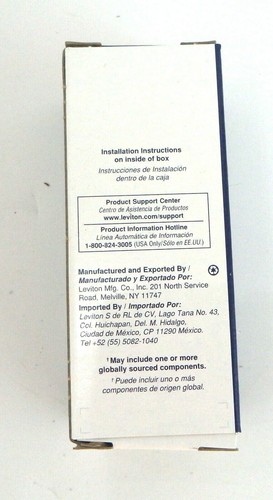 Installation Instructions
on inside of box
Instrucciones de Instalación
dentro de la caja
Product Support Center
Centro de Asistencia de Productos
www.leviton.com/support
Product Information Hotline
Línea Automática de Información
1-800-824-3005 (USA Only/Sólo en EE.UU.)
Manufactured and Exported By /
Manufacturado y Exportado Por:
Leviton Mfg. Co., Inc. 201 North Service
Road. Melville, NY 11747
Imported By / Importado Por:
Leviton S de RL de CV, Lago Tana No. 43,
Col. Huichapan, Del. M. Hidalgo,
Ciudad de México, CP 11290 México.
Tel +52 (55) 5082-1040
†May include one or more
globally sourced components.
†Puede incluir uno o más
componentes de origen global.